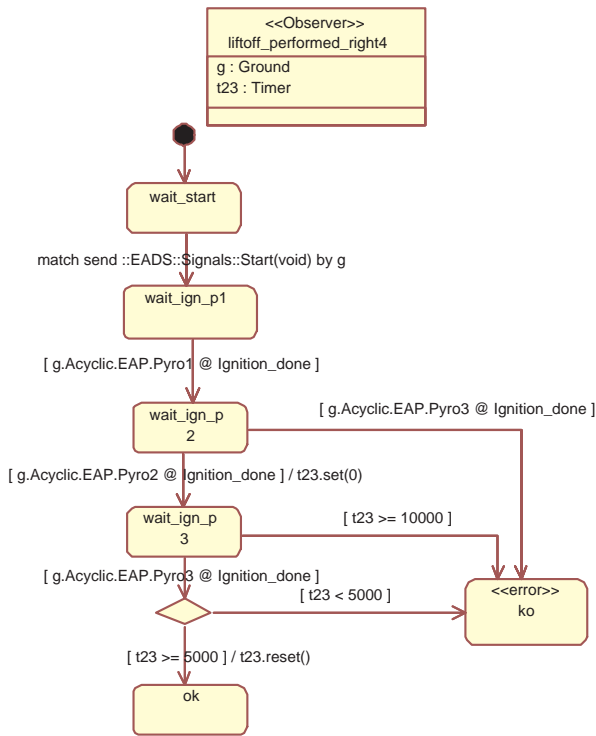 <<Observer>>
liftoff_performed_right4
g : Ground
t23 : Timer
wait_start
match send ::EADS::Signals::Start(void) by g
wait_ign_p1
[ g.Acyclic.EAP.Pyro1 @ Ignition_done ]
wait_ign_p
2
[ g.Acyclic.EAP.Pyro3 @ Ignition_done ]
[ g.Acyclic.EAP.Pyro2 @ Ignition_done ] / t23.set(0)
wait_ign_p
3
[ t23 >= 10000 ]
[ g.Acyclic.EAP.Pyro3 @ Ignition_done ]
[ t23 < 5000 ]
<<error>>
ko
[ t23 >= 5000 ] / t23.reset()
ok